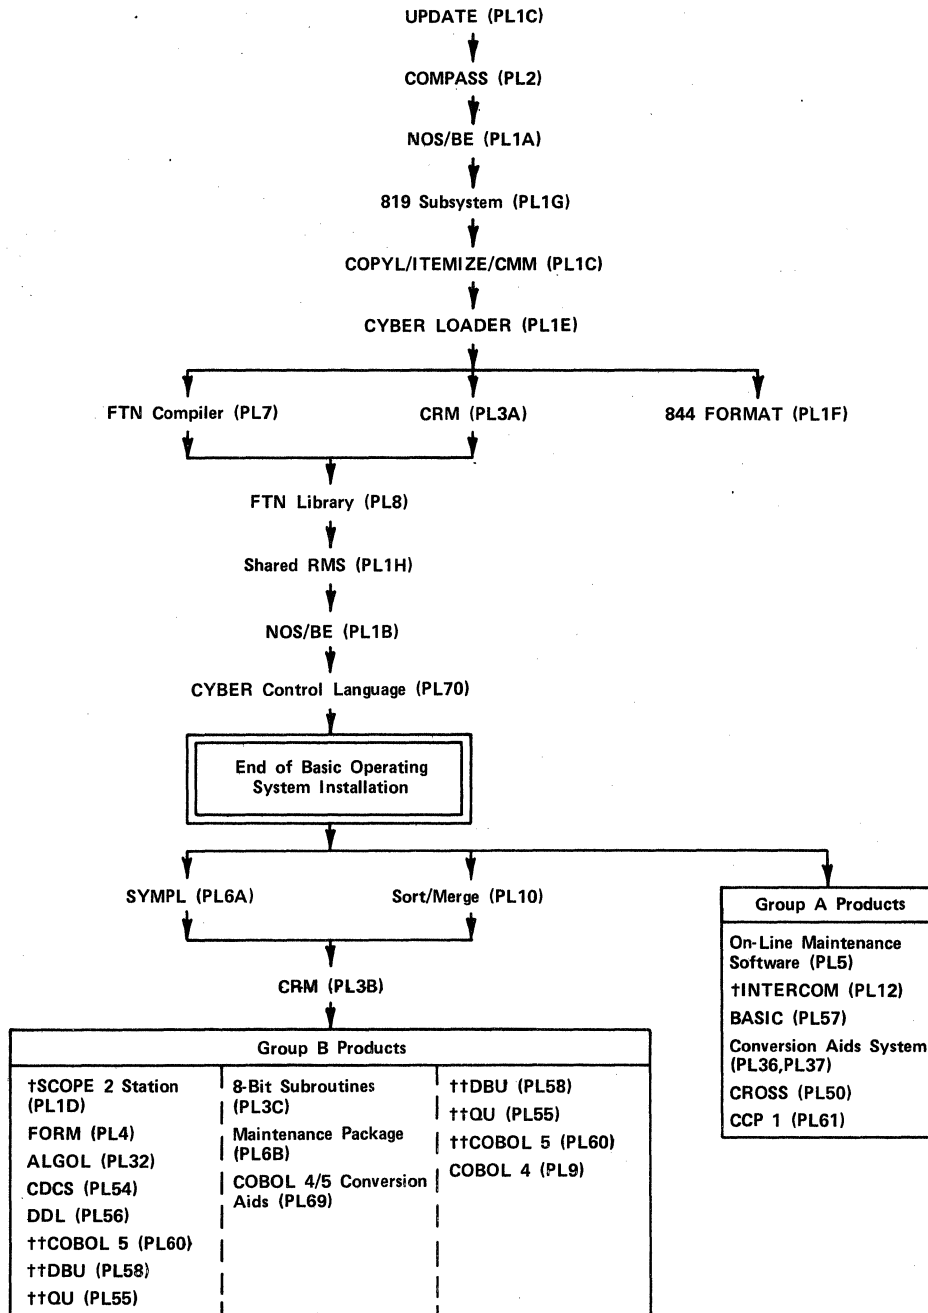 UPDATE (PL1C)
COMPASS (PL2)
NOS/BE (PL1A)
819 Subsystem (PL1G)
COPYL/ITEMIZE/CMM (PL1C)
CYBER LOADER (PL1E)
FTN Compiler (PL7)
CRM (PL3A)
844 FORMAT (PL1F)
FTN Library (PL8)
Shared RMS (PL1H)
NOS/BE (PL1B)
CYBER Control Language (PL70)
End of Basic Operating
System Installation
SYMPL (PL6A)
Sort/Merge (PL10)
Group A Products
On-Line Maintenance
Software (PL5)
†INTERCOM (PL12)
BASIC (PL57)
Conversion Aids System
(PL36,PL37)
CROSS (PL50)
CCP 1 (PL61)
CRM (PL3B)
Group B Products
†SCOPE 2 Station
(PL1D)
FORM (PL4)
ALGOL (PL32)
CDCS (PL54)
DDL (PL56)
††COBOL 5 (PL60)
††DBU (PL58)
††QU (PL55)
8-Bit Subroutines
(PL3C)
Maintenance Package
(PL6B)
COBOL 4/5 Conversion
Aids (PL69)
††DBU (PL58)
††QU (PL55)
††COBOL 5 (PL60)
COBOL 4 (PL9)